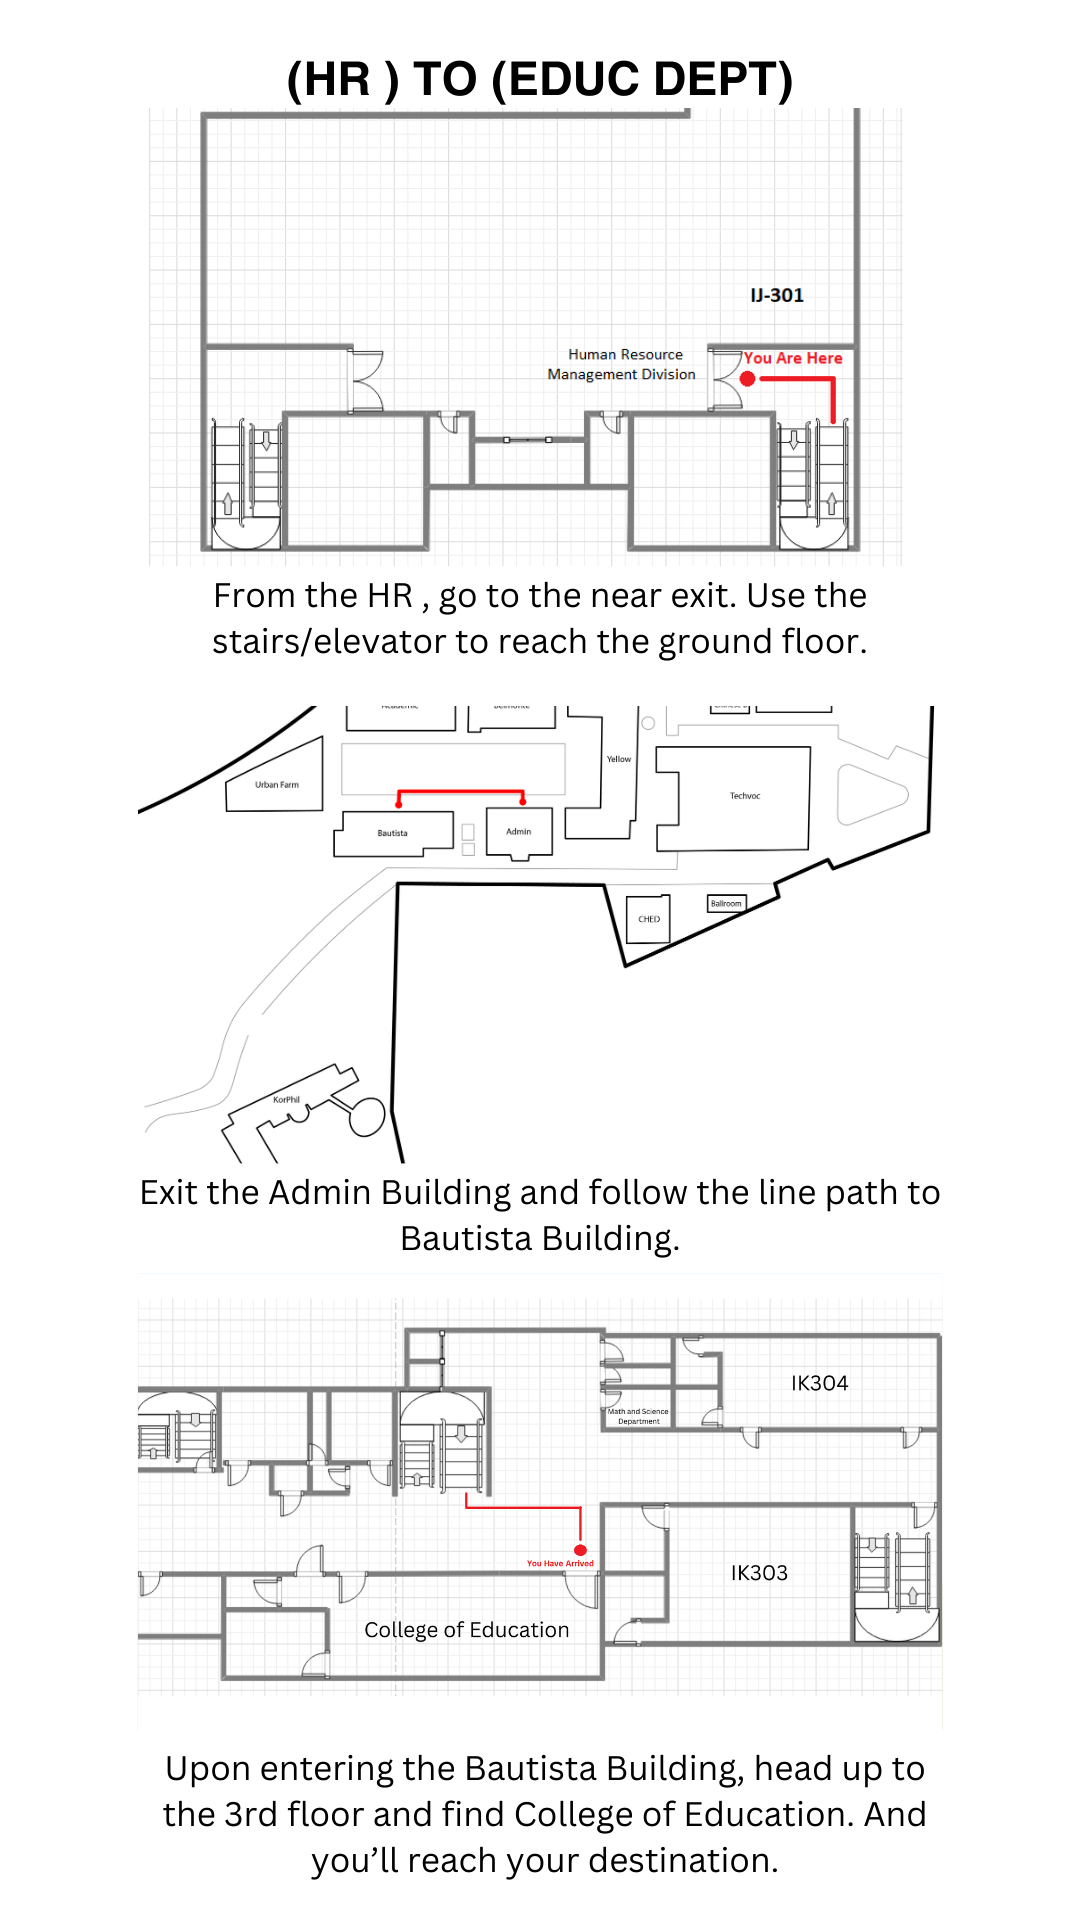 (HR ) TO (EDUC DEPT)
IJ-301
Human Resource
Management Division
You Are Here
From the HR , go to the near exit. Use the
stairs/elevator to reach the ground floor.
Academic
Belmonte
Yellow
Urban Farm
Techvoc
Bautista
Admin
CHED
Ballroom
KorPhil
Exit the Admin Building and follow the line path to
Bautista Building.
IK304
Math and Science
Department
You Have Arrived
IK303
College of Education
Upon entering the Bautista Building, head up to
the 3rd floor and find College of Education. And
you’ll reach your destination.